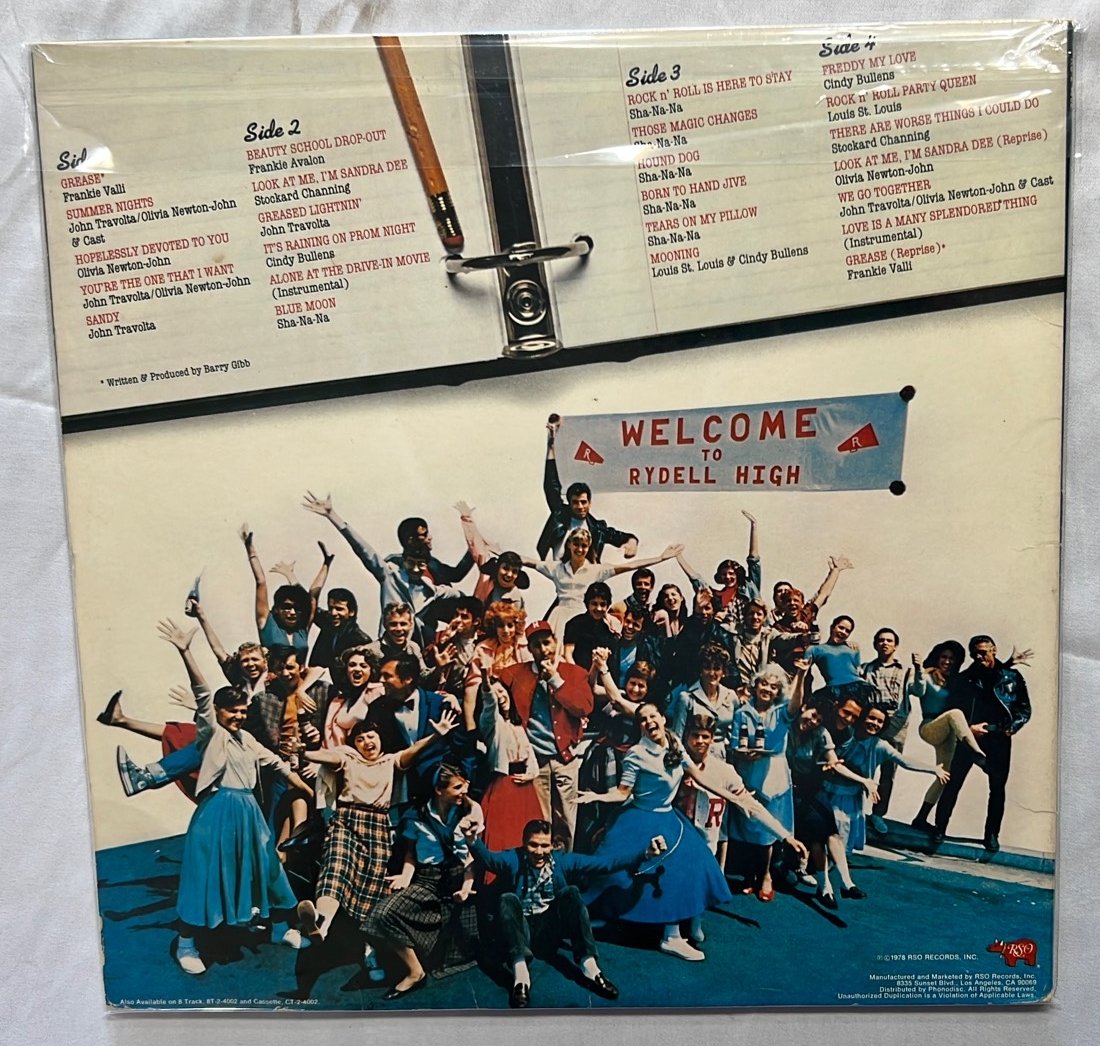 Side
GREASE*
Frankie Valli
SUMMER NIGHTS
John Travolta/Olivia Newton-John
& Cast
HOPELESSLY DEVOTED TO YOU
Olivia Newton-John
YOU'RE THE ONE THAT I WANT
John Travolta/Olivia Newton-John
SANDY
John Travolta
* Written & Produced by Barry Gibb
Side 2
BEAUTY SCHOOL DROP-OUT
Frankie Avalon
LOOK AT ME, I'M SANDRA DEE
Stockard Channing
GREASED LIGHTNIN'
John Travolta
IT'S RAINING ON PROM NIGHT
Cindy Bullens
ALONE AT THE DRIVE-IN MOVIE
(Instrumental)
BLUE MOON
Sha-Na-Na
Side 3
ROCK n' ROLL IS HERE TO STAY
Sha-Na-Na
THOSE MAGIC CHANGES
Sha-Na-Na
HOUND DOG
Sha-Na-Na
BORN TO HAND JIVE
Sha-Na-Na
TEARS ON MY PILLOW
Sha-Na-Na
MOONING
Louis St. Louis & Cindy Bullens
Side 4
FREDDY MY LOVE
Cindy Bullens
ROCK n' ROLL PARTY QUEEN
Louis St. Louis
THERE ARE WORSE THINGS I COULD DO
Stockard Channing
LOOK AT ME, I'M SANDRA DEE (Reprise)
Olivia Newton-John
WE GO TOGETHER
John Travolta/Olivia Newton-John & Cast
LOVE IS A MANY SPLENDORED THING
(Instrumental)
GREASE (Reprise)*
Frankie Valli
WELCOME
R
R
TO
RYDELL HIGH
R
RSO
℗©1978 RSO RECORDS, INC.
Manufactured and Marketed by RSO Records, Inc.
8335 Sunset Blvd., Los Angeles, CA 90069
Distributed by Phonodisc. All Rights Reserved.
Unauthorized Duplication is a Violation of Applicable Laws.
Also Available on 8 Track, 8T-2-4002 and Cassette, CT-2-4002.